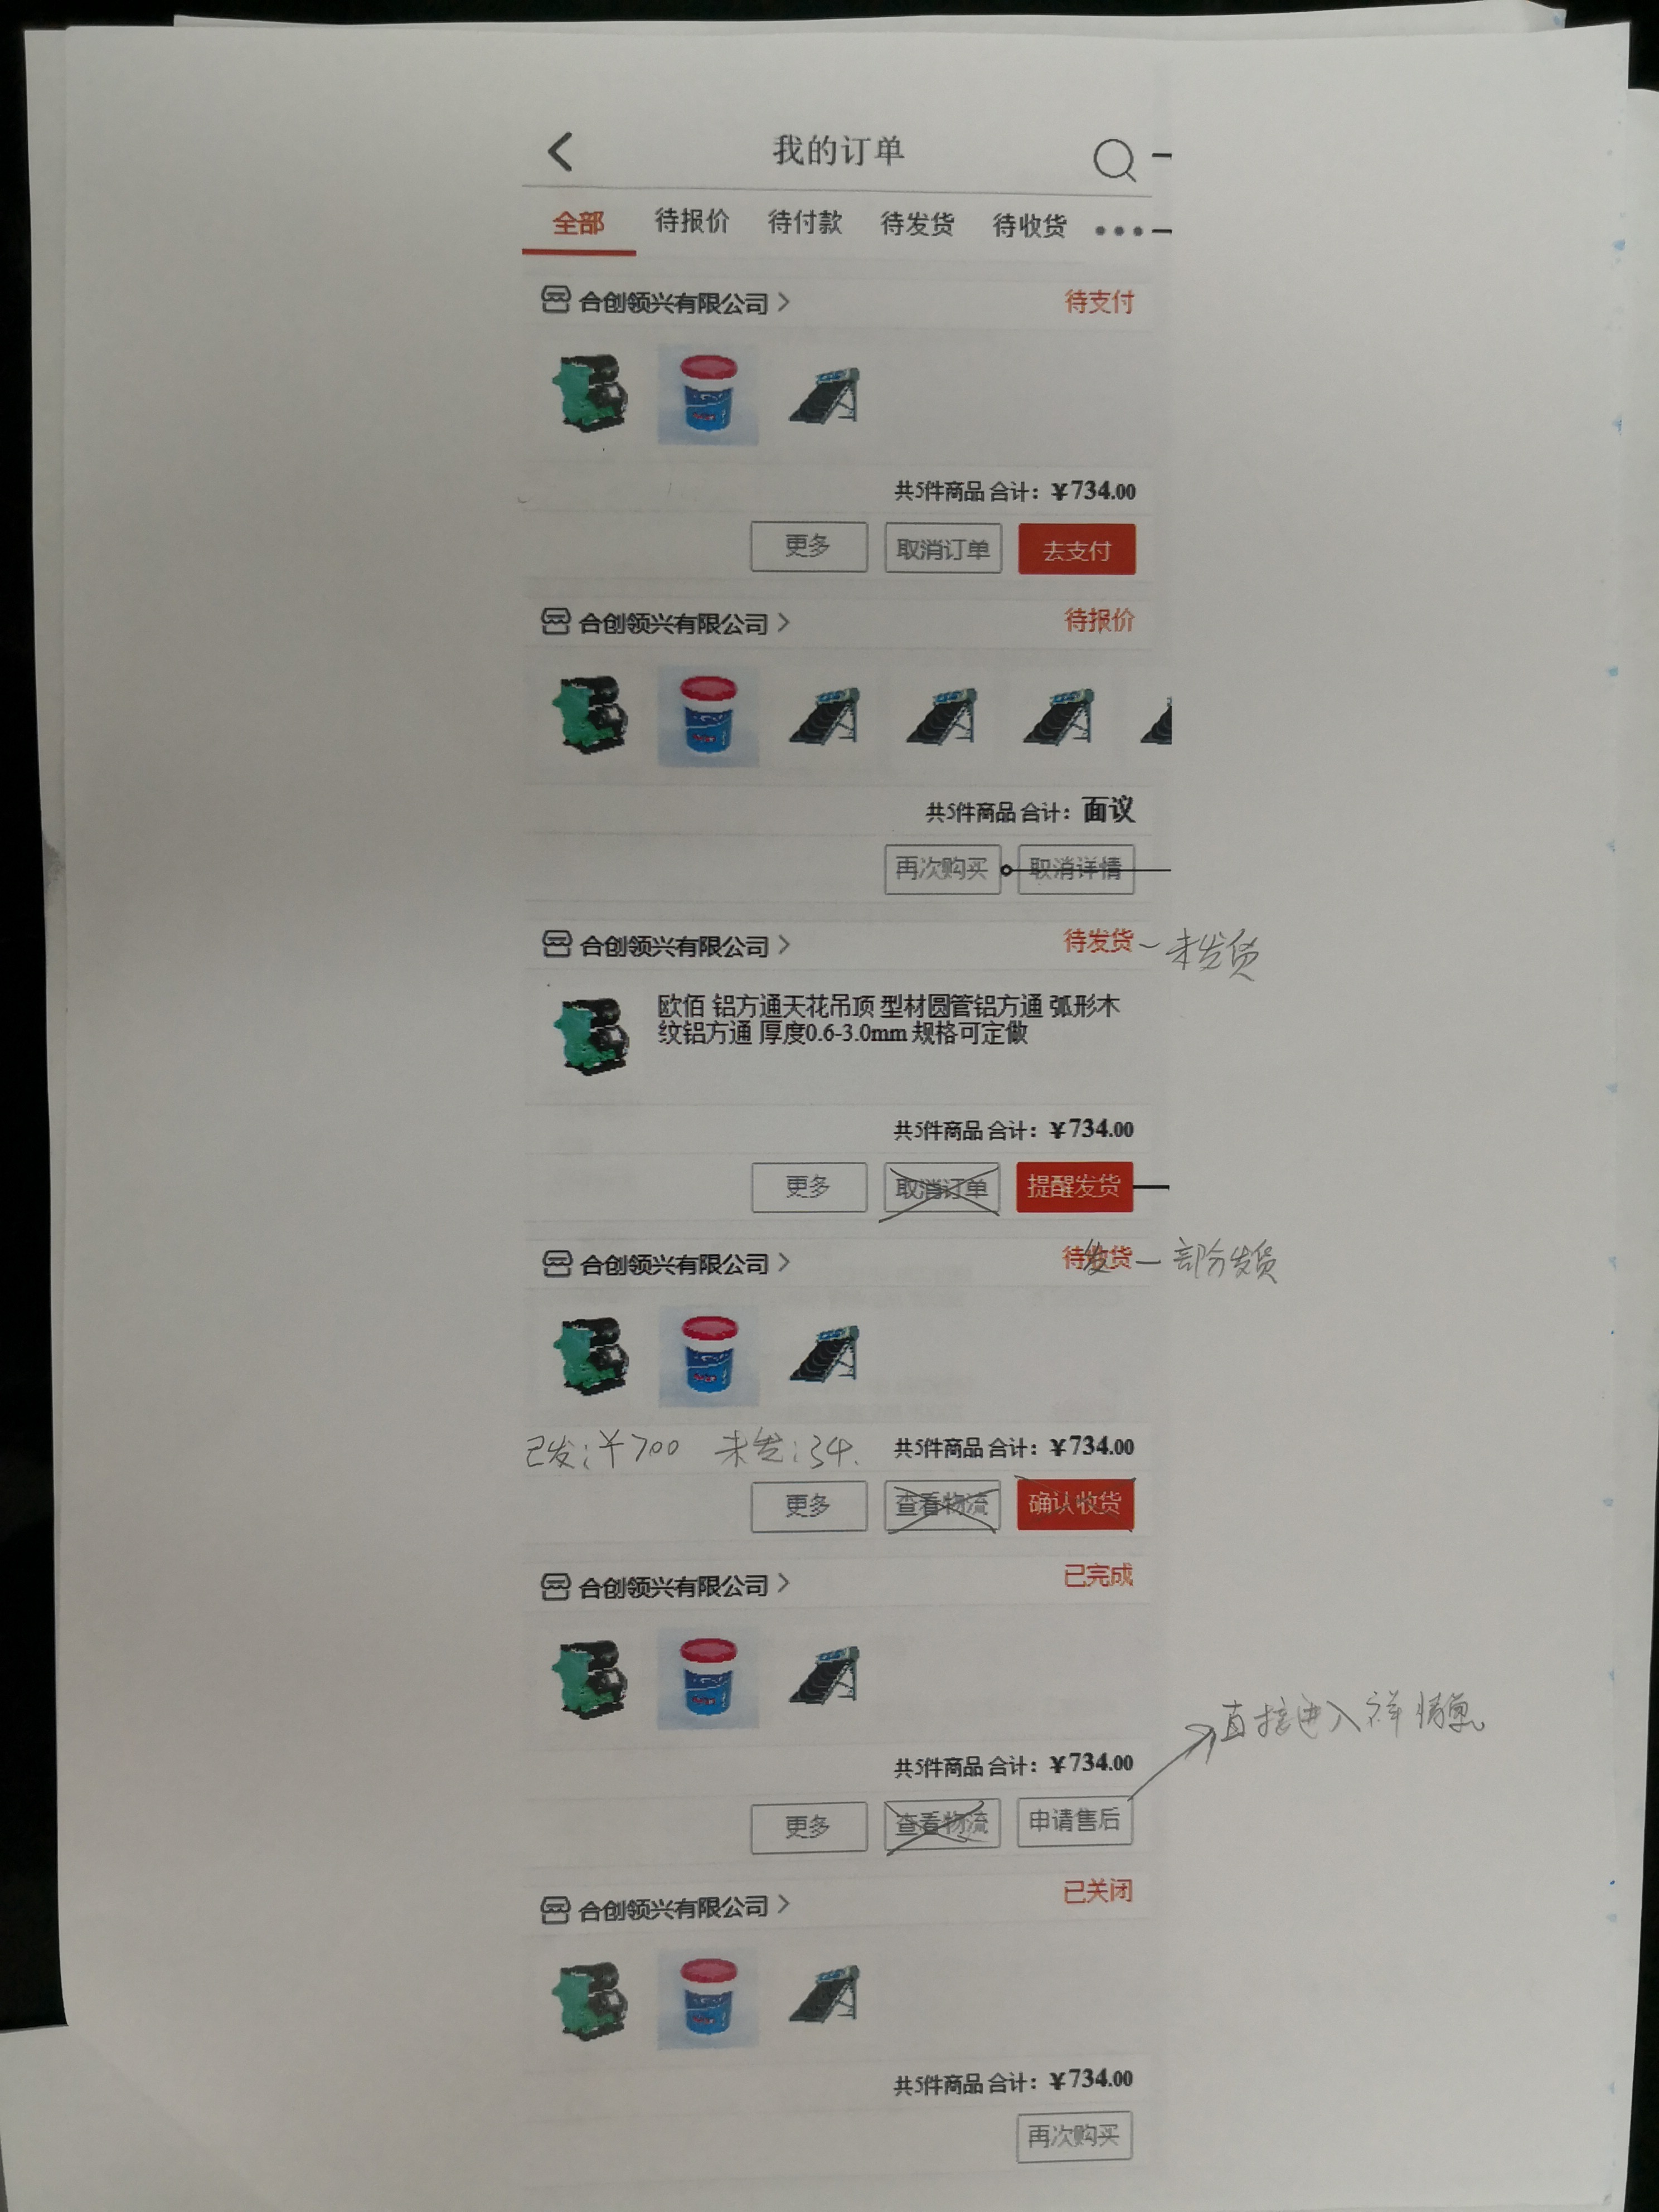 我的订单
全部 待报价 待付款 待发货 待收货 •••
合创领兴有限公司 > 待支付
共5件商品 合计：¥734.00
更多 取消订单 去支付
合创领兴有限公司 > 待报价
共5件商品 合计：面议
再次购买 取消详情
合创领兴有限公司 > 待发货 未发货
欧佰 铝方通天花吊顶 型材圆管铝方通 弧形木
纹铝方通 厚度0.6-3.0mm 规格可定做
共5件商品 合计：¥734.00
更多 取消订单 提醒发货
合创领兴有限公司 > 待发货 部分发货
已发：¥700 未发：34. 共5件商品 合计：¥734.00
更多 查看物流 确认收货
合创领兴有限公司 > 已完成
直接进入详情
共5件商品 合计：¥734.00
更多 查看物流 申请售后
合创领兴有限公司 > 已关闭
共5件商品 合计：¥734.00
再次购买